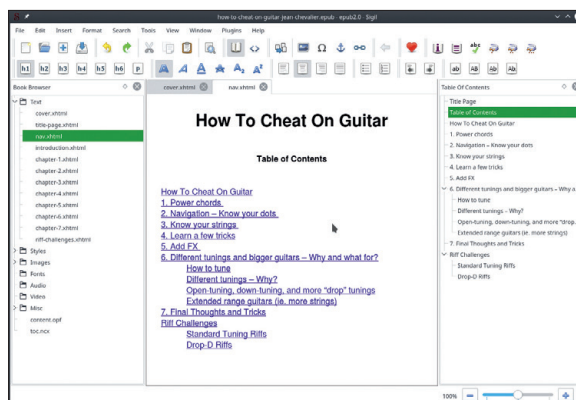 how to cheat on guitar jean chevalier.epub - epub2.0 - Sigil
File Edit Insert Format Search Tools View Window Plugins Help
h1 h2 h3 h4 h5 h6 P
Book Browser
Text
cover.xhtml
title-page.xhtml
nav.xhtml
introduction.xhtml
chapter-1.xhtml
chapter-2.xhtml
chapter-3.xhtml
chapter-4.xhtml
chapter-5.xhtml
chapter-6.xhtml
chapter-7.xhtml
riff-challenges.xhtml
Styles
Images
Fonts
Audio
Video
Misc
content.opf
toc.ncx
cover.xhtml nav.xhtml
How To Cheat On Guitar
Table of Contents
How To Cheat On Guitar
1. Power chords
2. Navigation – Know your dots
3. Know your strings
4. Learn a few tricks
5. Add FX
6. Different tunings and bigger guitars – Why and what for?
How to tune
Different tunings – Why?
Open-tuning, down-tuning, and more “drop” tunings
Extended range guitars (ie. more strings)
7. Final Thoughts and Tricks
Riff Challenges
Standard Tuning Riffs
Drop-D Riffs
Table Of Contents
Title Page
Table of Contents
How To Cheat On Guitar
1. Power chords
2. Navigation – Know your dots
3. Know your strings
4. Learn a few tricks
5. Add FX
6. Different tunings and bigger guitars – Why a
How to tune
Different tunings – Why?
Open-tuning, down-tuning, and more "drop...
Extended range guitars (ie. more strings)
7. Final Thoughts and Tricks
Riff Challenges
Standard Tuning Riffs
Drop-D Riffs
100%